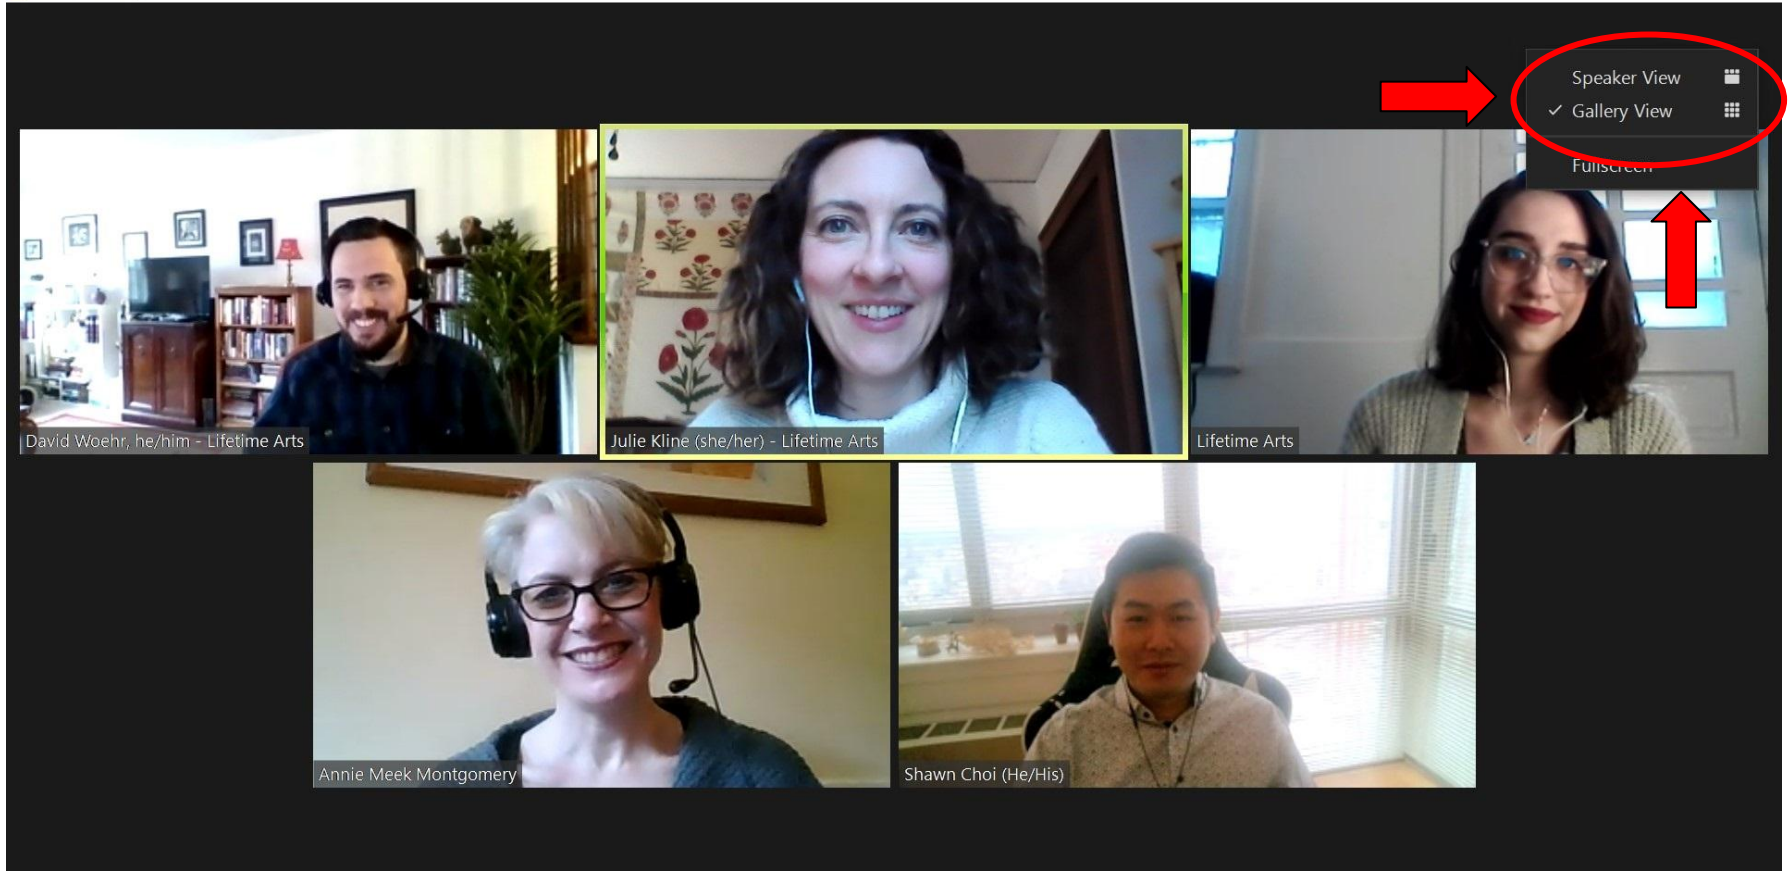 Speaker View
Gallery View
Fullscreen
David Woehr, he/him - Lifetime Arts
Julie Kline (she/her) - Lifetime Arts
Lifetime Arts
Annie Meek Montgomery
Shawn Choi (He/His)